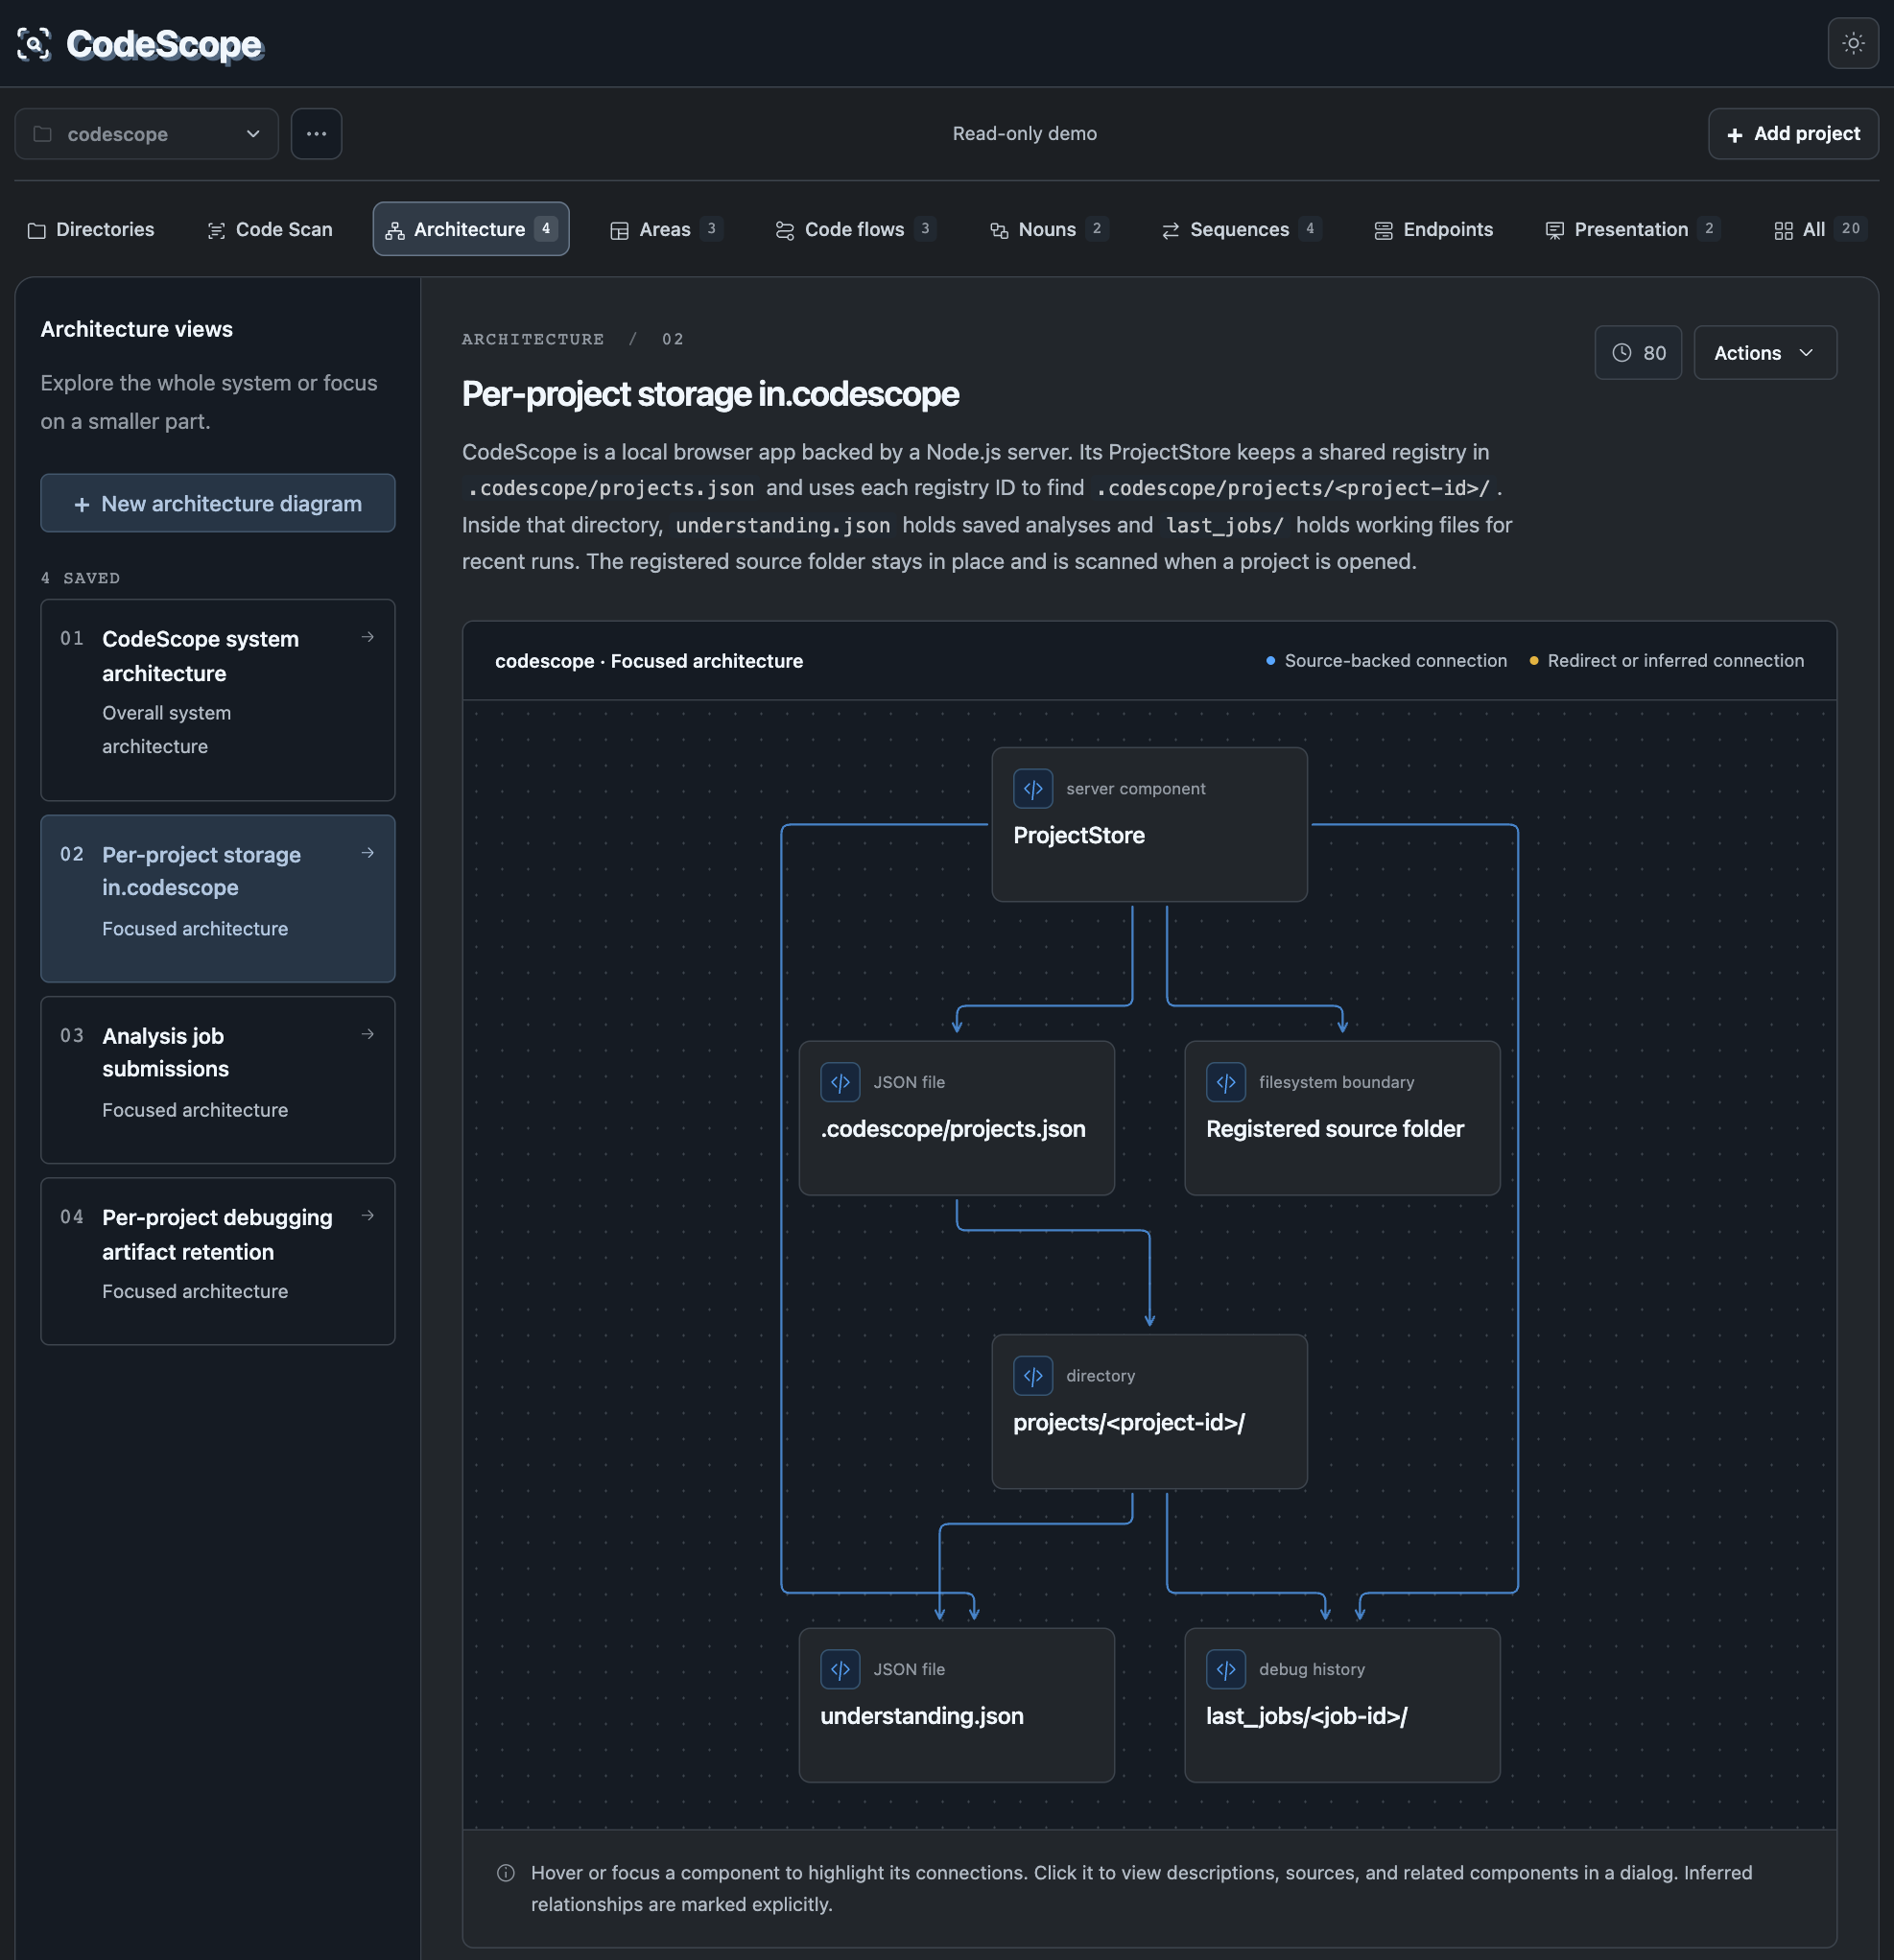 CodeScope
codescope
Read-only demo
Add project
Directories
Code Scan
Architecture 4
Areas 3
Code flows 3
Nouns 2
Sequences 4
Endpoints
Presentation 2
All 20
Architecture views
Explore the whole system or focus
on a smaller part.
New architecture diagram
4 SAVED
01 CodeScope system
architecture
Overall system
architecture
02 Per-project storage
in.codescope
Focused architecture
03 Analysis job
submissions
Focused architecture
04 Per-project debugging
artifact retention
Focused architecture
ARCHITECTURE / 02
80
Actions
Per-project storage in.codescope
CodeScope is a local browser app backed by a Node.js server. Its ProjectStore keeps a shared registry in
.codescope/projects.json and uses each registry ID to find .codescope/projects/<project-id>/ .
Inside that directory, understanding.json holds saved analyses and last_jobs/ holds working files for
recent runs. The registered source folder stays in place and is scanned when a project is opened.
codescope · Focused architecture
Source-backed connection
Redirect or inferred connection
server component
ProjectStore
JSON file
.codescope/projects.json
filesystem boundary
Registered source folder
directory
projects/<project-id>/
JSON file
understanding.json
debug history
last_jobs/<job-id>/
Hover or focus a component to highlight its connections. Click it to view descriptions, sources, and related components in a dialog. Inferred
relationships are marked explicitly.